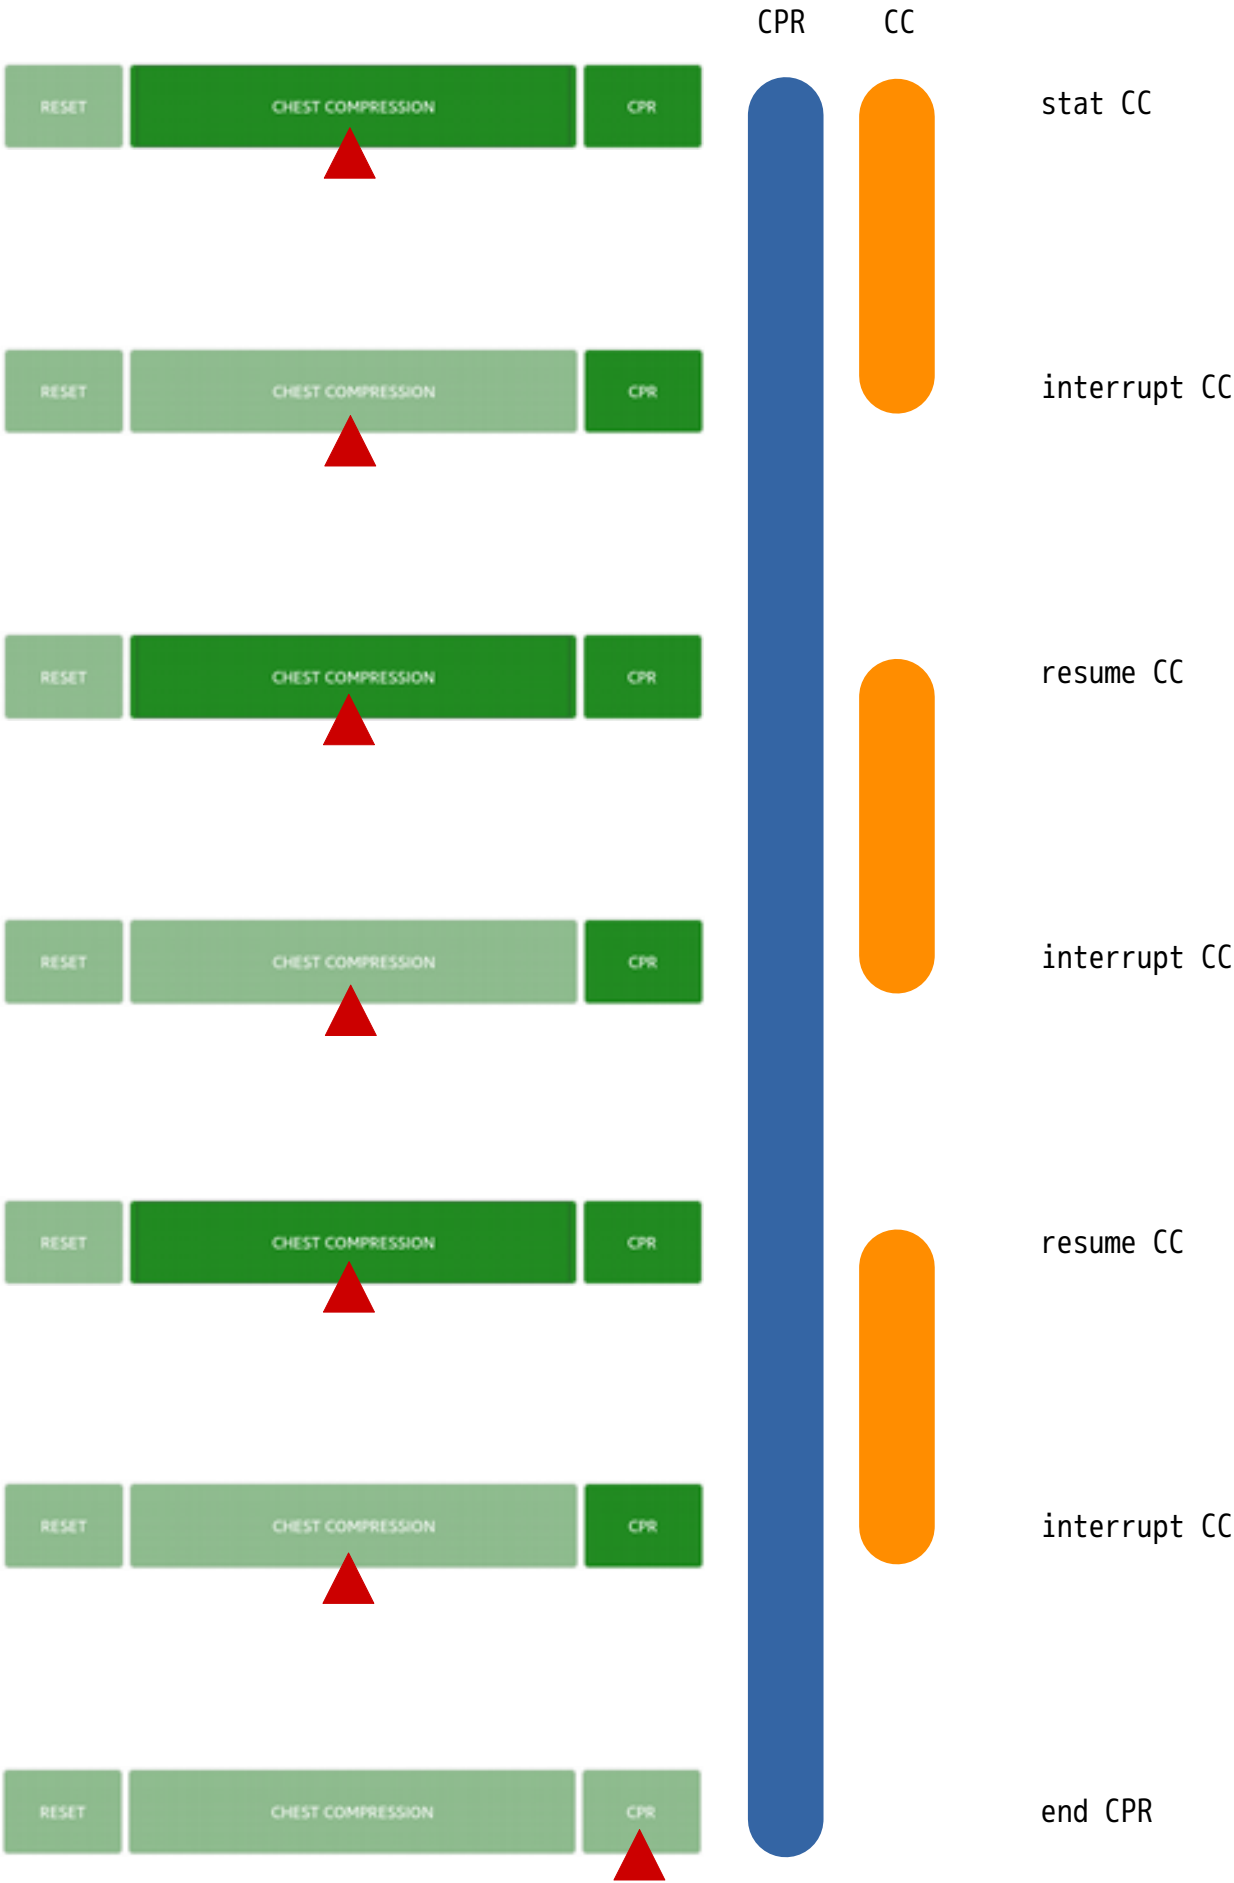 CPR CC
RESET CHEST COMPRESSION CPR stat CC
RESET CHEST COMPRESSION CPR interrupt CC
RESET CHEST COMPRESSION CPR resume CC
RESET CHEST COMPRESSION CPR interrupt CC
RESET CHEST COMPRESSION CPR resume CC
RESET CHEST COMPRESSION CPR interrupt CC
RESET CHEST COMPRESSION CPR end CPR